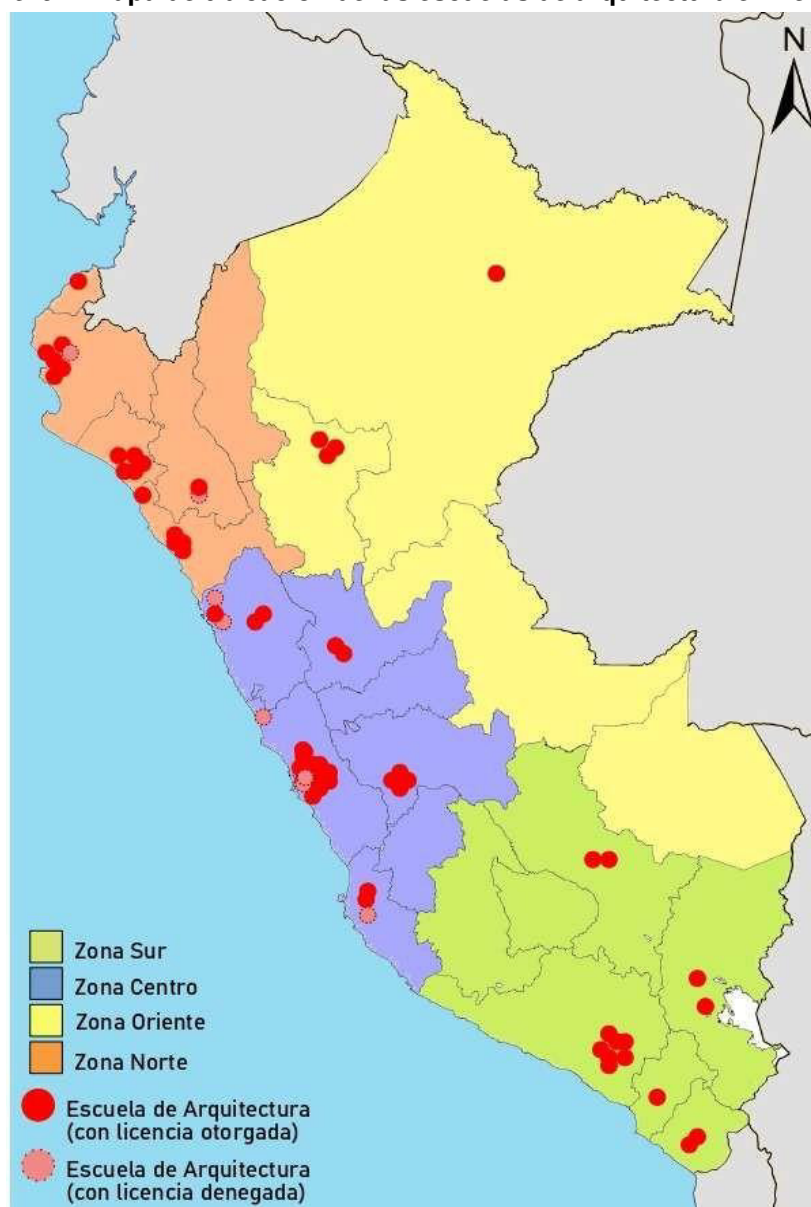 N
Zona Sur
Zona Centro
Zona Oriente
Zona Norte
Escuela de Arquitectura
(con licencia otorgada)
Escuela de Arquitectura
(con licencia denegada)